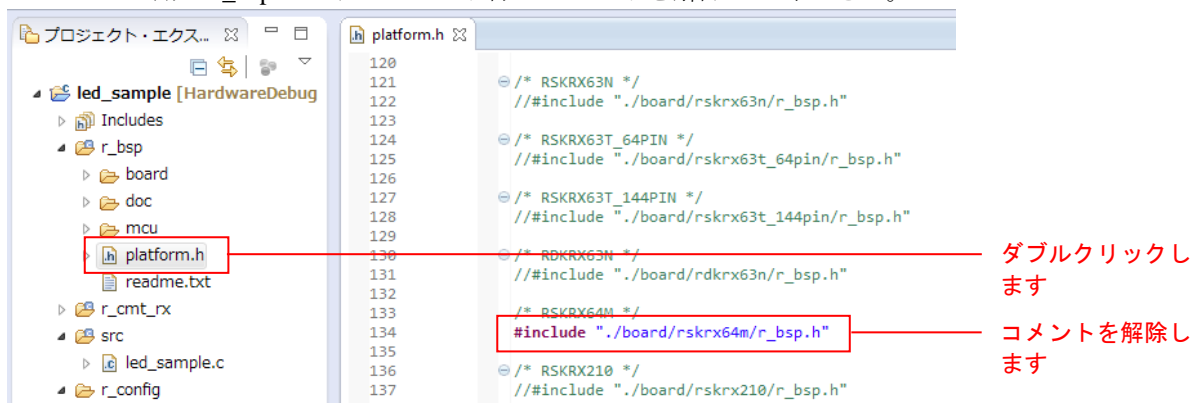 プロジェクト・エクス...
led_sample [HardwareDebug
Includes
r_bsp
board
doc
mcu
platform.h
readme.txt
r_cmt_rx
src
led_sample.c
r_config
platform.h
120
121 /* RSKRX63N */
122 //#include "./board/rskrx63n/r_bsp.h"
123
124 /* RSKRX63T_64PIN */
125 //#include "./board/rskrx63t_64pin/r_bsp.h"
126
127 /* RSKRX63T_144PIN */
128 //#include "./board/rskrx63t_144pin/r_bsp.h"
129
130 /* RDKRX63N */
131 //#include "./board/rdkrx63n/r_bsp.h"
132
133 /* RSKRX64M */
134 #include "./board/rskrx64m/r_bsp.h"
135
136 /* RSKRX210 */
137 //#include "./board/rskrx210/r_bsp.h"
ダブルクリックし
ます
コメントを解除し
ます